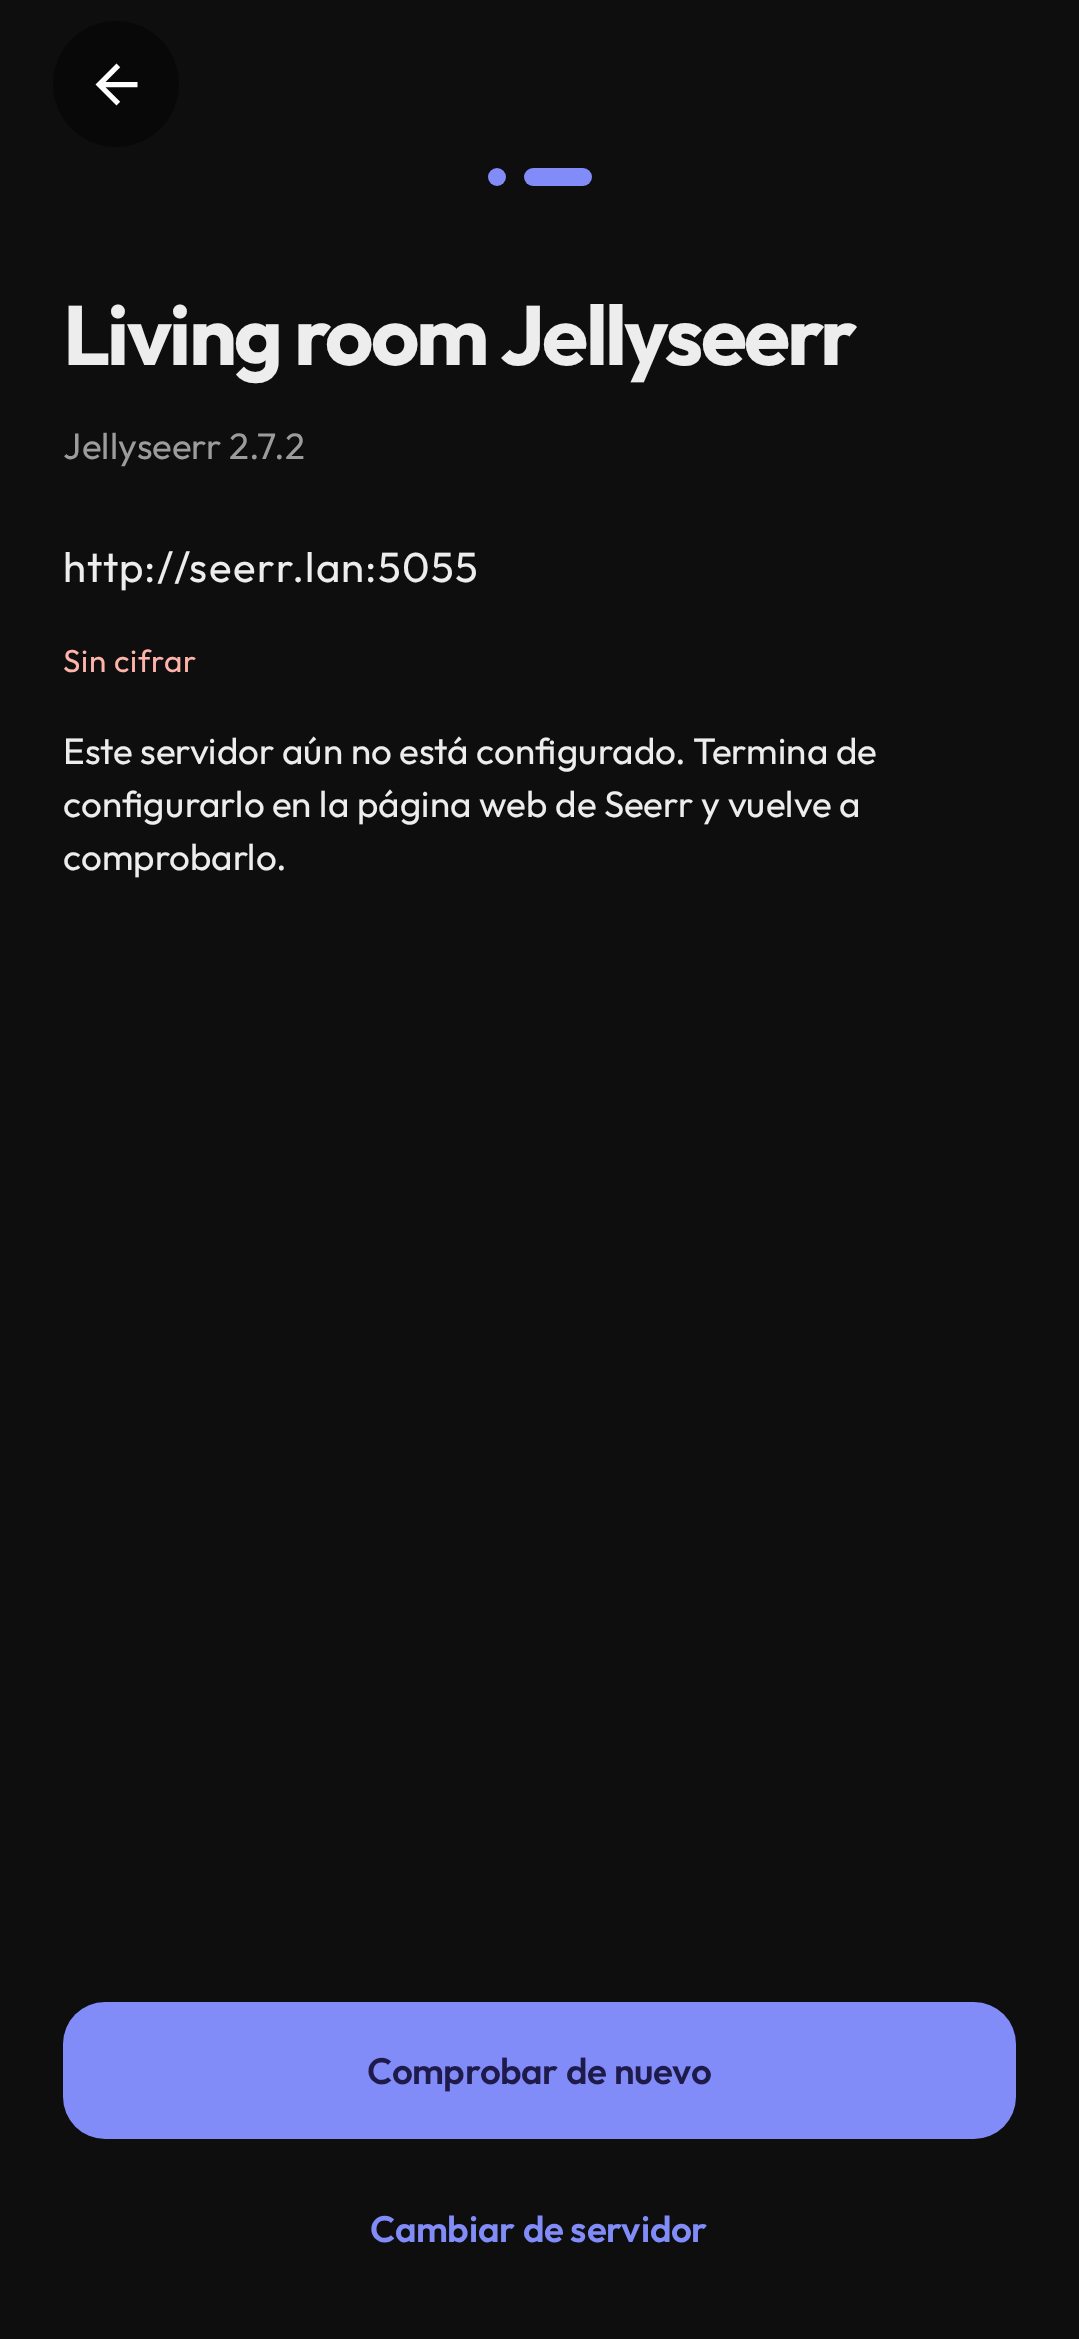 Living room Jellyseerr
Jellyseerr 2.7.2
http://seerr.lan:5055
Sin cifrar
Este servidor aún no está configurado. Termina de
configurarlo en la página web de Seerr y vuelve a
comprobarlo.
Comprobar de nuevo
Cambiar de servidor